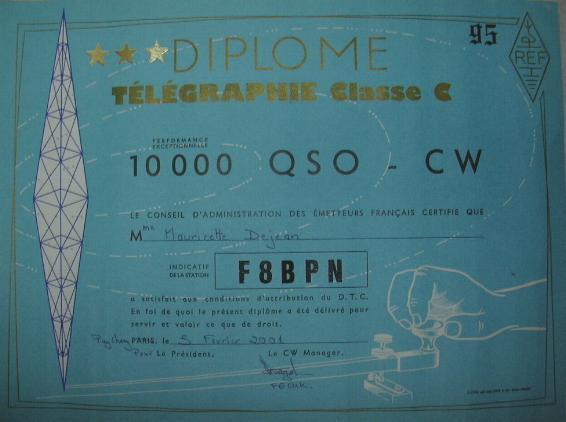 95
REF
DIPLOME
TÉLÉGRAPHIE Classe C
PERFORMANCE
EXCEPTIONNELLE
10 000 QSO - CW
LE CONSEIL D'ADMINISTRATION DES ÉMETTEURS FRANÇAIS CERTIFIE QUE
Mme Mauricette Dejean
INDICATIF
DE LA STATION
F8BPN
a satisfait aux conditions d'attribution du D.T.C.
En foi de quoi le présent diplôme a été délivré pour
servir et valoir ce que de droit.
PARIS, le 5 Février 2001
Pour Le Président, Le CW Manager,